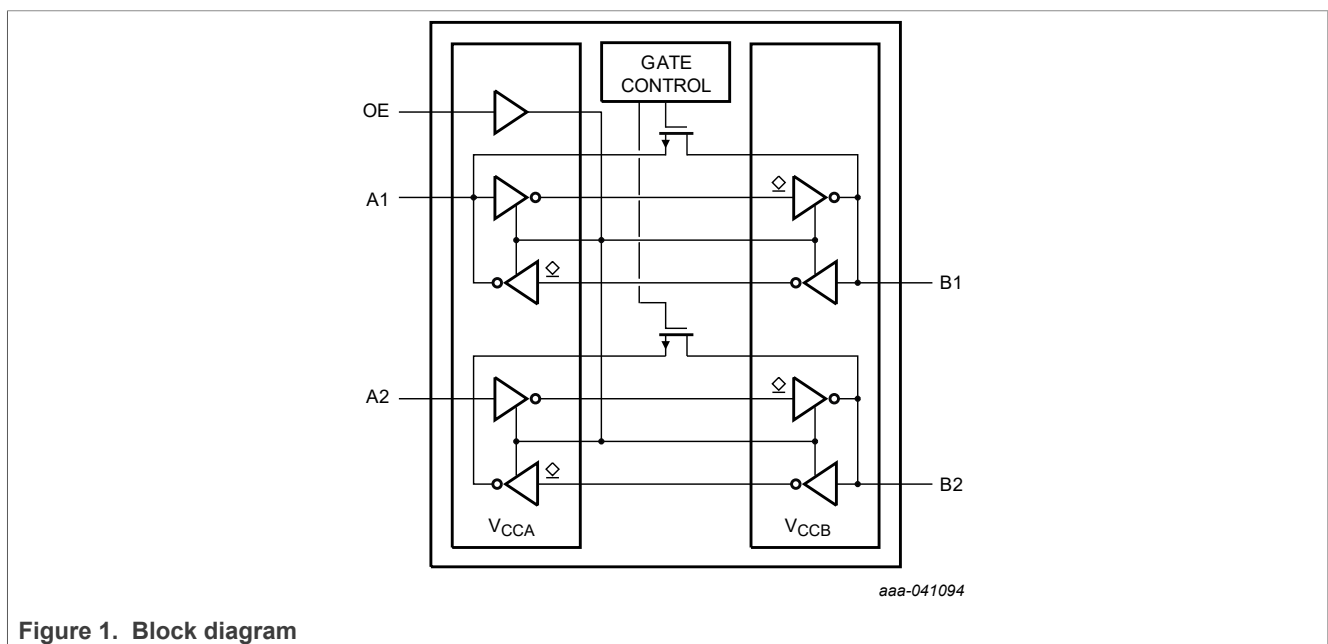 GATE
CONTROL
OE
A1
B1
A2
B2
VCCA
VCCB
aaa-041094
Figure 1. Block diagram